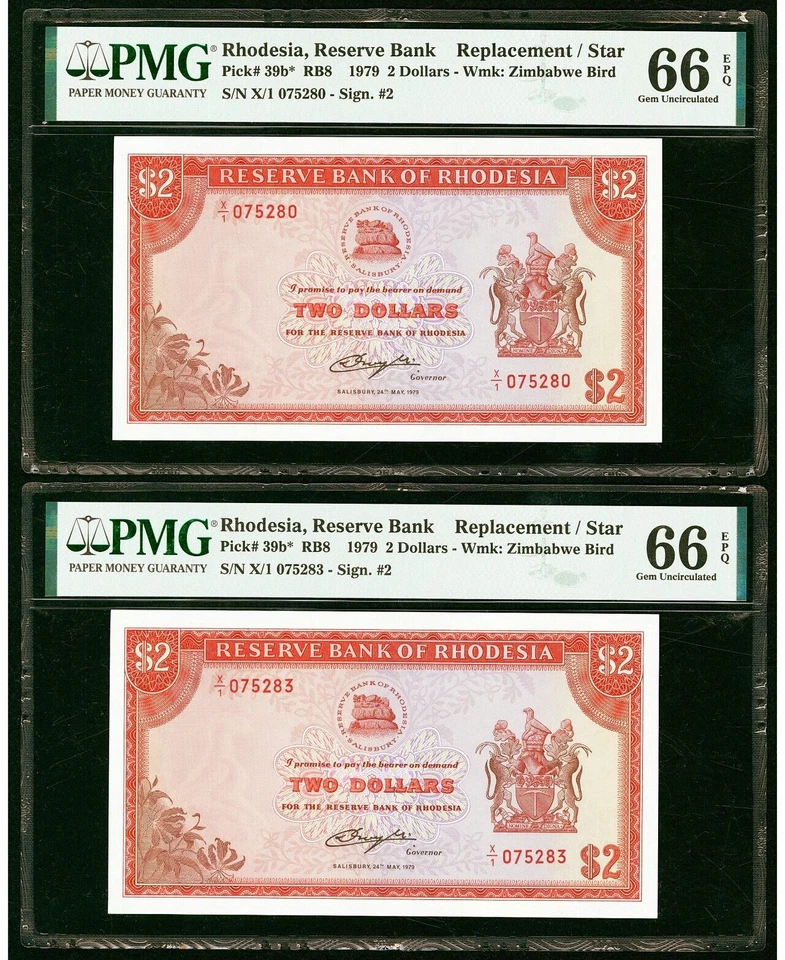 PMG®
PAPER MONEY GUARANTY
Rhodesia, Reserve Bank Replacement / Star
Pick# 39b* RB8 1979 2 Dollars - Wmk: Zimbabwe Bird
S/N X/1 075280 - Sign. #2
66 EPQ
Gem Uncirculated
$2 RESERVE BANK OF RHODESIA $2
X/1 075280
RESERVE BANK OF RHODESIA
SALISBURY
I promise to pay the bearer on demand
TWO DOLLARS
FOR THE RESERVE BANK OF RHODESIA
Governor
SALISBURY, 24TH MAY, 1979
X/1 075280 $2
PMG®
PAPER MONEY GUARANTY
Rhodesia, Reserve Bank Replacement / Star
Pick# 39b* RB8 1979 2 Dollars - Wmk: Zimbabwe Bird
S/N X/1 075283 - Sign. #2
66 EPQ
Gem Uncirculated
$2 RESERVE BANK OF RHODESIA $2
X/1 075283
RESERVE BANK OF RHODESIA
SALISBURY
I promise to pay the bearer on demand
TWO DOLLARS
FOR THE RESERVE BANK OF RHODESIA
Governor
SALISBURY, 24TH MAY, 1979
X/1 075283 $2